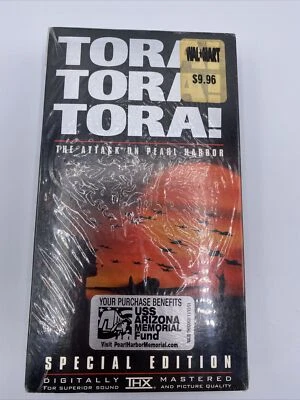 TORA!
TORA!
TORA!
WAL★MART
$9.96
THE ATTACK ON PEARL HARBOR
YOUR PURCHASE BENEFITS
USS
ARIZONA
MEMORIAL
Fund
Visit PearlHarborMemorial.com
SPECIAL EDITION
DIGITALLY THX MASTERED
FOR SUPERIOR SOUND AND PICTURE QUALITY